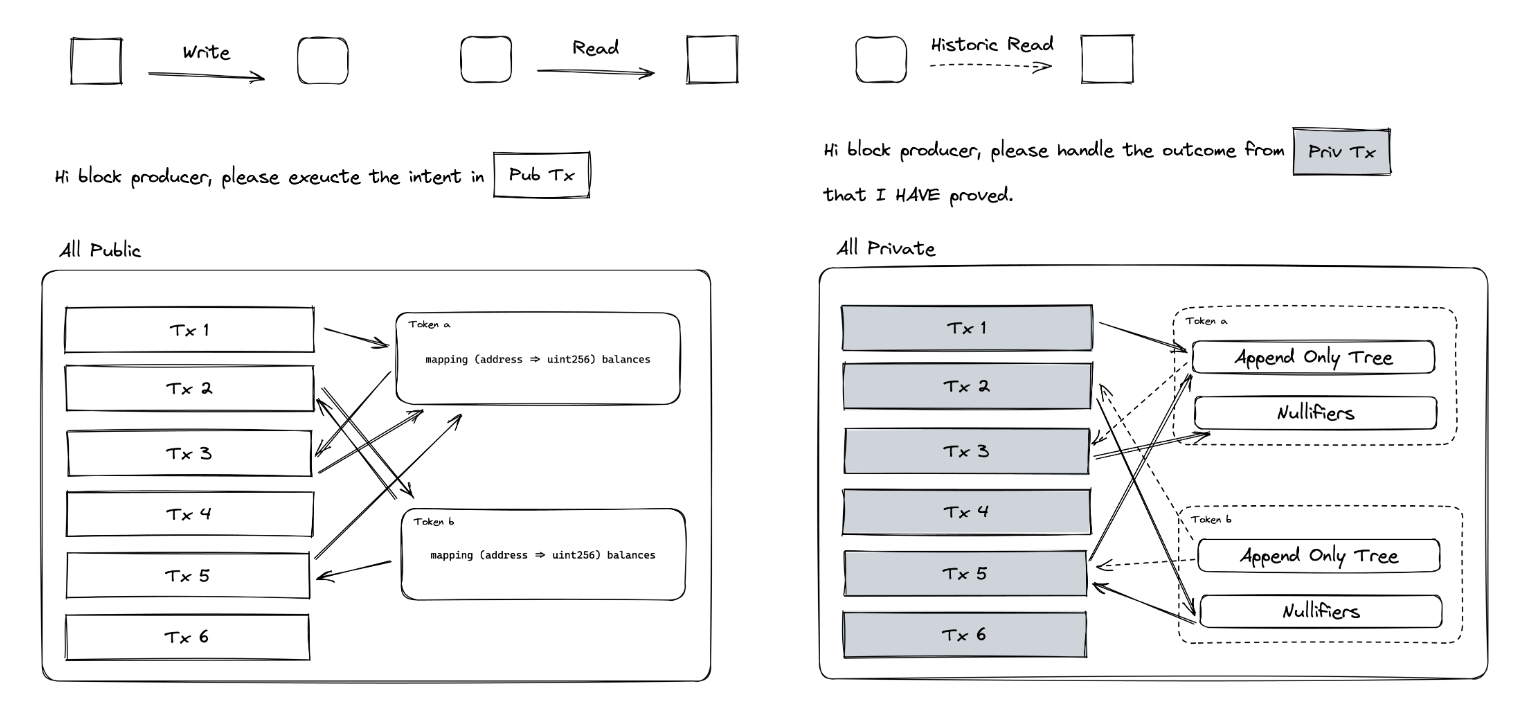 Write
Read
Historic Read
Hi block producer, please exeucte the intent in Pub Tx
Hi block producer, please handle the outcome from Priv Tx
that I HAVE proved.
All Public
Tx 1
Tx 2
Tx 3
Tx 4
Tx 5
Tx 6
Token a
mapping (address ⇒ uint256) balances
Token b
mapping (address ⇒ uint256) balances
All Private
Tx 1
Tx 2
Tx 3
Tx 4
Tx 5
Tx 6
Token a
Append Only Tree
Nullifiers
Token b
Append Only Tree
Nullifiers